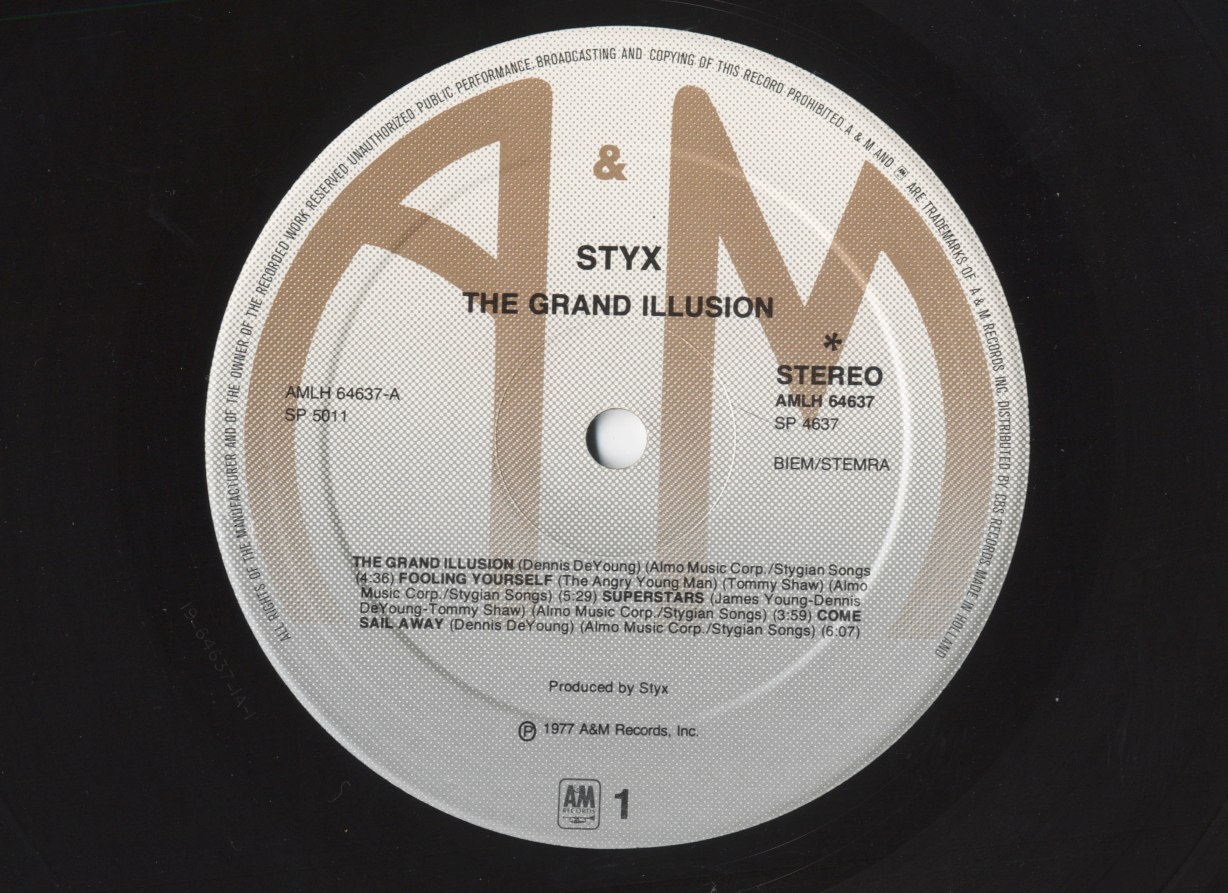 ALL RIGHTS OF THE MANUFACTURER AND OF THE OWNER OF THE RECORDED WORK RESERVED. UNAUTHORIZED PUBLIC PERFORMANCE, BROADCASTING AND COPYING OF THIS RECORD PROHIBITED. A & M AND AM ARE TRADEMARKS OF A & M RECORDS INC. DISTRIBUTED BY CBS RECORDS. MADE IN HOLLAND
A & M
STYX
THE GRAND ILLUSION
*
STEREO
AMLH 64637-A
AMLH 64637
SP 5011
SP 4637
BIEM/STEMRA
THE GRAND ILLUSION (Dennis DeYoung) (Almo Music Corp./Stygian Songs
(4:36) FOOLING YOURSELF (The Angry Young Man) (Tommy Shaw) (Almo
Music Corp./Stygian Songs) (5:29) SUPERSTARS (James Young-Dennis
DeYoung-Tommy Shaw) (Almo Music Corp./Stygian Songs) (3:59) COME
SAIL AWAY (Dennis DeYoung) (Almo Music Corp./Stygian Songs) (6:07)
Produced by Styx
℗ 1977 A&M Records, Inc.
AM
RECORDS
1